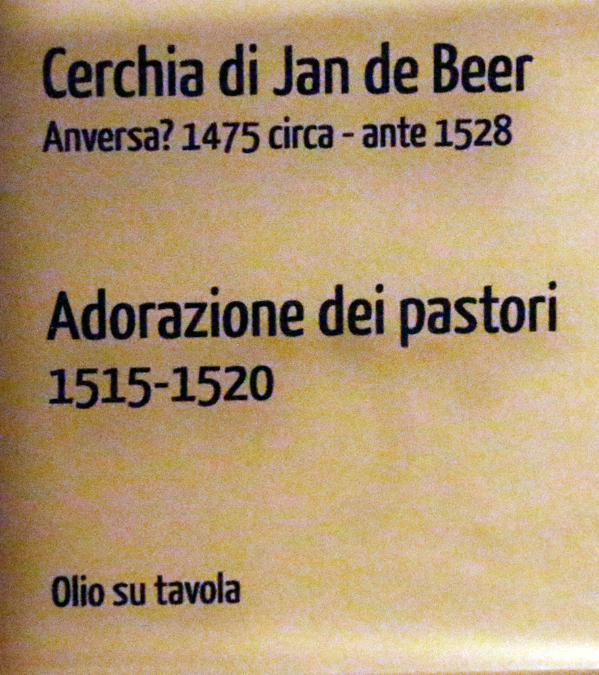 Cerchia di Jan de Beer
Anversa? 1475 circa - ante 1528
Adorazione dei pastori
1515-1520
Olio su tavola